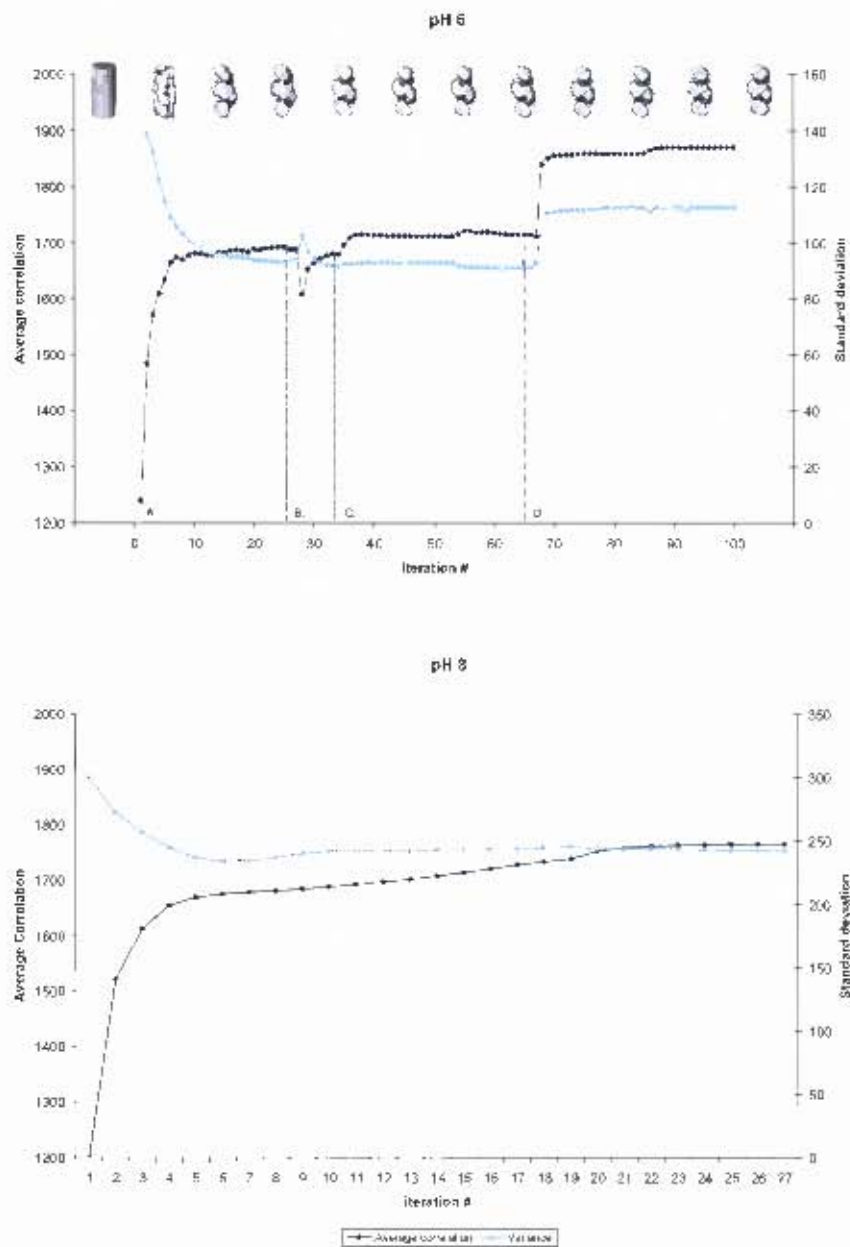 pH 6
2000
1900
1800
1700
1600
1500
1400
1300
1200
Average correlation
160
140
120
100
80
60
40
20
0
Standard deviation
A
B.
C.
D
0 10 20 30 40 50 60 70 80 90 100
Iteration #
pH 8
2000
1900
1800
1700
1600
1500
1400
1300
1200
Average Correlation
350
300
250
200
150
100
50
0
Standard deviation
1 2 3 4 5 6 7 8 9 10 11 12 13 14 15 16 17 18 19 20 21 22 23 24 25 26 27
iteration #
Average correlation Variance